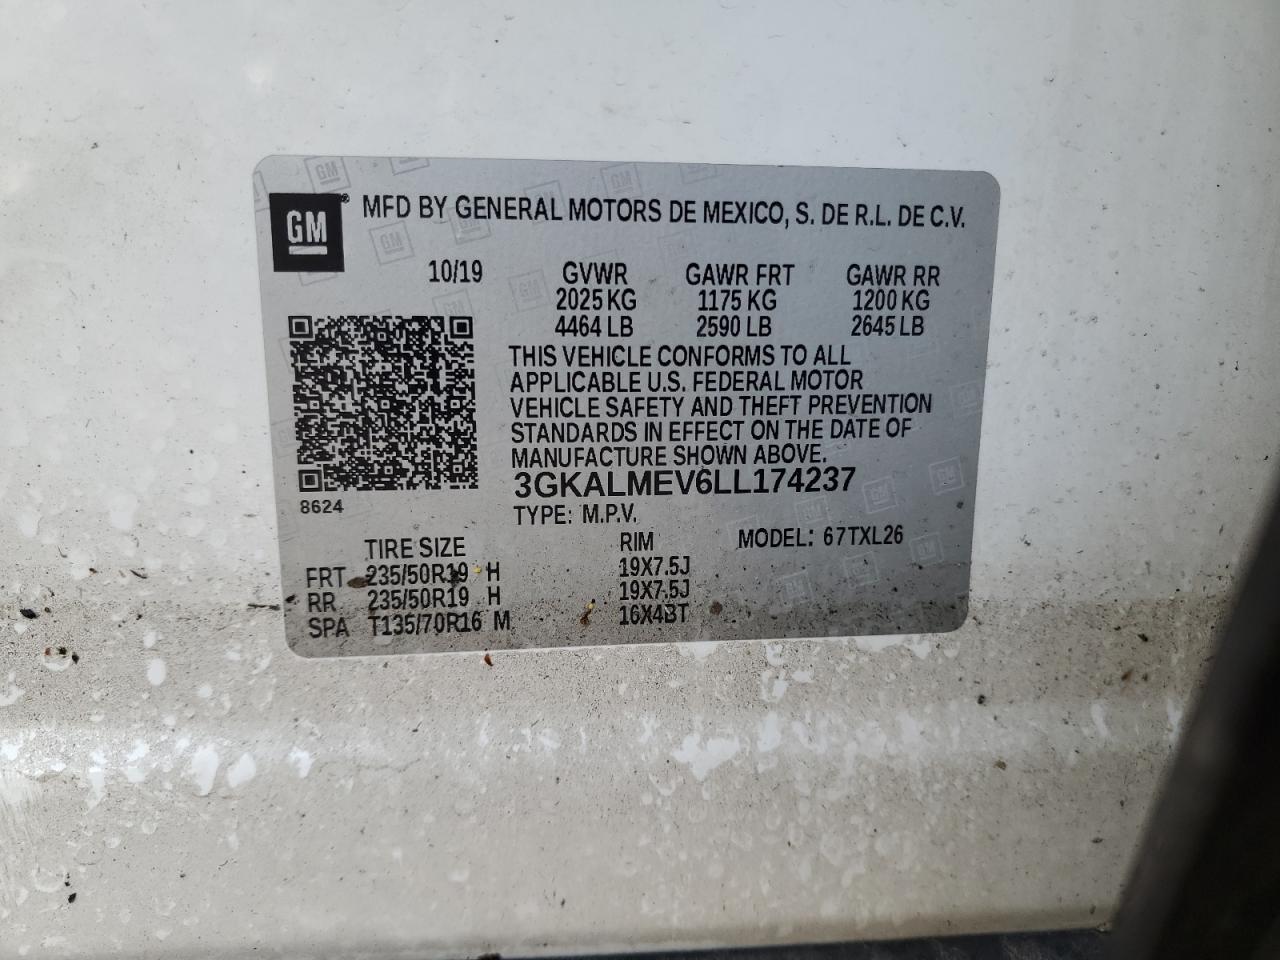 GM® MFD BY GENERAL MOTORS DE MEXICO, S. DE R.L. DE C.V.
10/19 GVWR GAWR FRT GAWR RR
2025 KG 1175 KG 1200 KG
4464 LB 2590 LB 2645 LB
THIS VEHICLE CONFORMS TO ALL
APPLICABLE U.S. FEDERAL MOTOR
VEHICLE SAFETY AND THEFT PREVENTION
STANDARDS IN EFFECT ON THE DATE OF
MANUFACTURE SHOWN ABOVE.
3GKALMEV6LL174237
8624
TYPE: M.P.V.
TIRE SIZE RIM MODEL: 67TXL26
FRT 235/50R19 H 19X7.5J
RR 235/50R19 H 19X7.5J
SPA T135/70R16 M 16X4BT